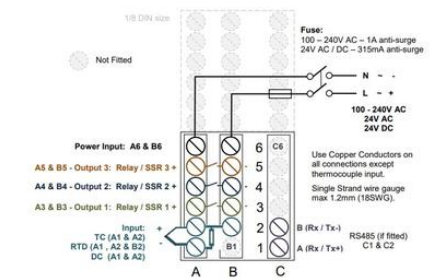 1/8 DIN size
Fuse:
100 – 240V AC – 1A anti-surge
24V AC / DC – 315mA anti-surge
Not Fitted
N ~ -
L ~ +
100 - 240V AC
24V AC
24V DC
Power Input: A6 & B6
6
C6
A5 & B5 - Output 3: Relay / SSR 3 +
-
5
A4 & B4 - Output 2: Relay / SSR 2 +
-
4
A3 & B3 - Output 1: Relay / SSR 1 +
-
3
Use Copper Conductors on
all connections except
thermocouple input.
Single Strand wire gauge
max 1.2mm (18SWG).
Input:
TC (A1 & A2)
RTD (A1 , A2 & B2)
DC (A1 & A2)
2
B (Rx / Tx-)
B1
1
A (Rx / Tx+)
RS485 (if fitted)
C1 & C2
A B C